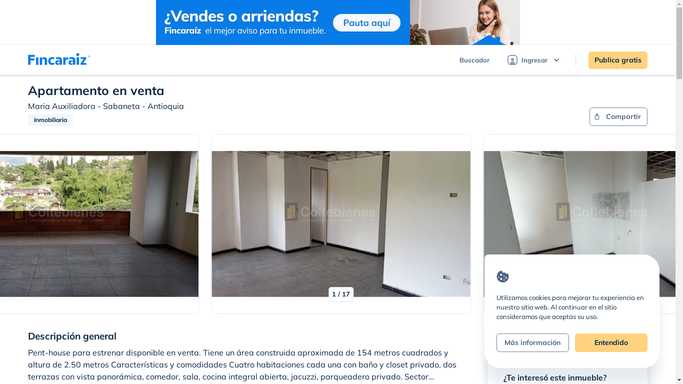 ¿Vendes o arriendas?
Fincaraíz el mejor aviso para tu inmueble.
Pauta aquí
Fincaraíz
Buscador
Ingresar
Publica gratis
Apartamento en venta
Maria Auxiliadora - Sabaneta - Antioquia
Inmobiliaria
Compartir
Coltebienes
Coltebienes
Coltebienes
1 / 17
Utilizamos cookies para mejorar tu experiencia en
nuestro sitio web. Al continuar en el sitio
consideramos que aceptas su uso.
Más información
Entendido
Descripción general
Pent-house para estrenar disponible en venta. Tiene un área construida aproximada de 154 metros cuadrados y
altura de 2.50 metros Características y comodidades Cuatro habitaciones cada una con baño y closet privado, dos
terrazas con vista panorámica, comedor, sala, cocina integral abierta, jacuzzi, parqueadero privado. Sector...
¿Te interesó este inmueble?